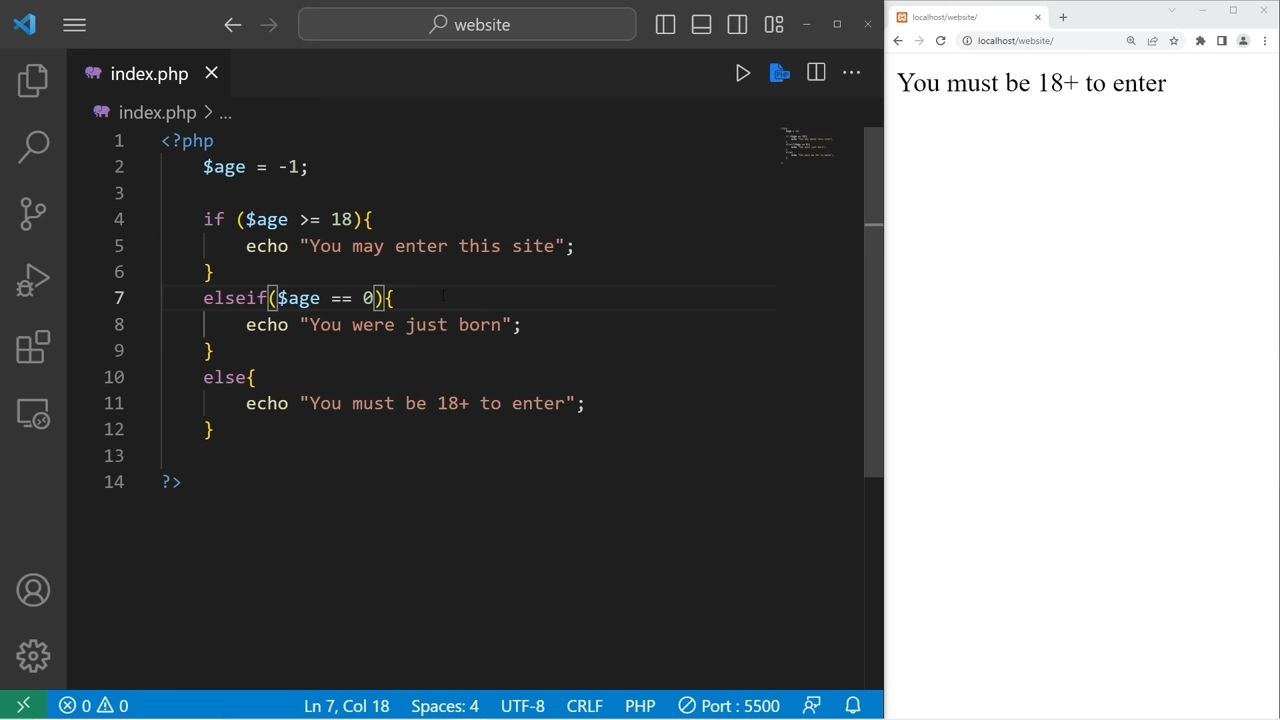 website
index.php
index.php > ...
1 <?php
2 $age = -1;
3
4 if ($age >= 18){
5 echo "You may enter this site";
6 }
7 elseif($age == 0){
8 echo "You were just born";
9 }
10 else{
11 echo "You must be 18+ to enter";
12 }
13
14 ?>
0 0 Ln 7, Col 18 Spaces: 4 UTF-8 CRLF PHP Port : 5500
localhost/website/
localhost/website/
You must be 18+ to enter